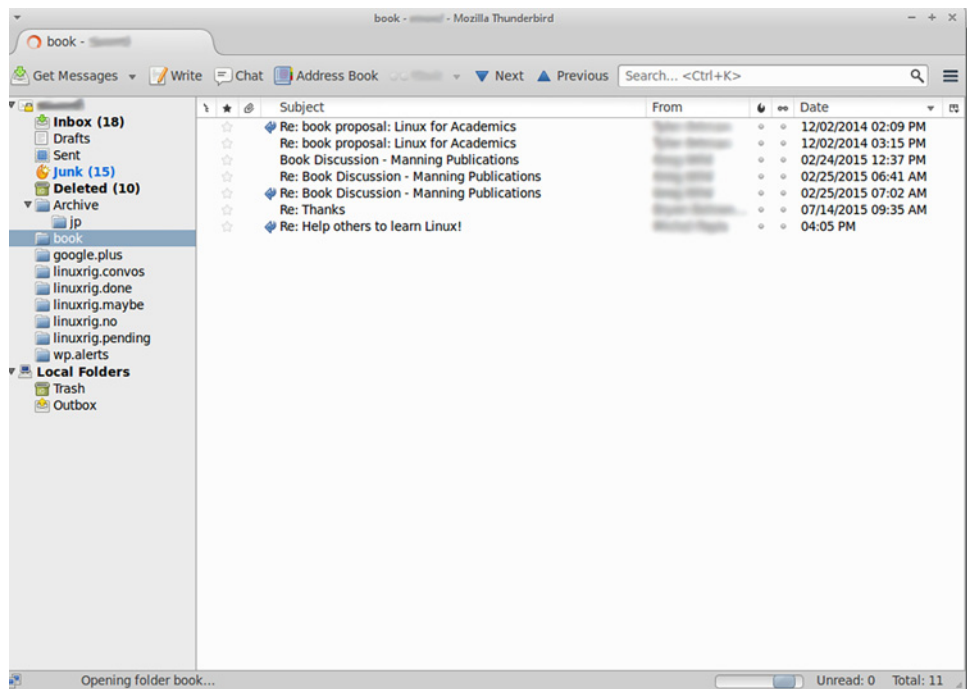 book - - Mozilla Thunderbird
book -
Get Messages Write Chat Address Book Next Previous Search... <Ctrl+K>
Subject From Date
Inbox (18)
Drafts
Sent
Junk (15)
Deleted (10)
Archive
jp
book
google.plus
linuxrig.convos
linuxrig.done
linuxrig.maybe
linuxrig.no
linuxrig.pending
wp.alerts
Local Folders
Trash
Outbox
Re: book proposal: Linux for Academics 12/02/2014 02:09 PM
Re: book proposal: Linux for Academics 12/02/2014 03:15 PM
Book Discussion - Manning Publications 02/24/2015 12:37 PM
Re: Book Discussion - Manning Publications 02/25/2015 06:41 AM
Re: Book Discussion - Manning Publications 02/25/2015 07:02 AM
Re: Thanks 07/14/2015 09:35 AM
Re: Help others to learn Linux! 04:05 PM
Opening folder book... Unread: 0 Total: 11